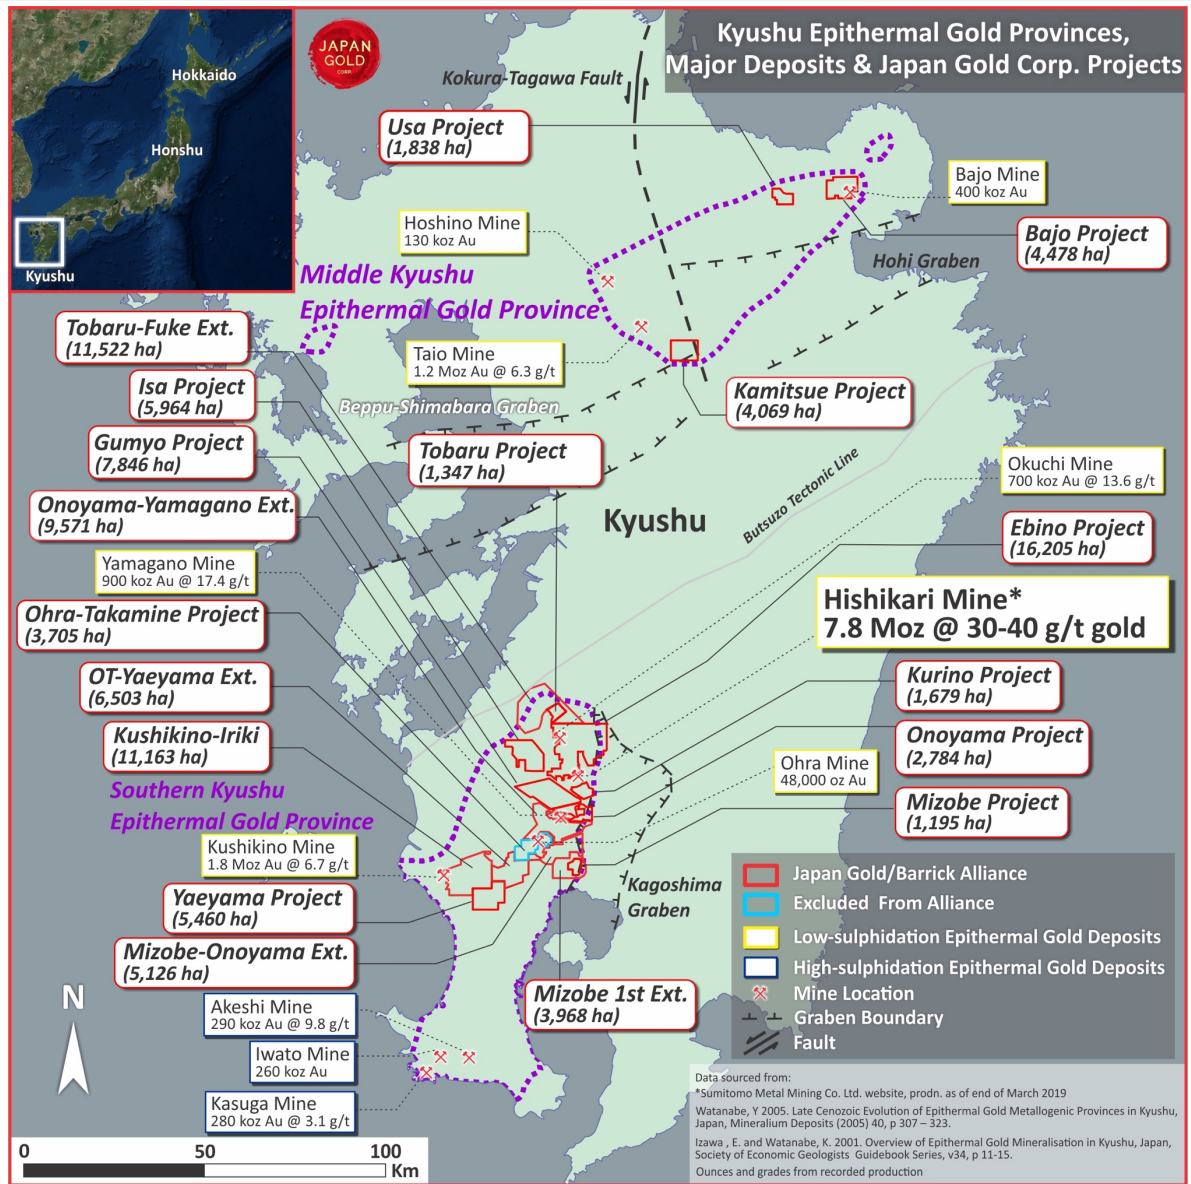 Kyushu Epithermal Gold Provinces,
Major Deposits & Japan Gold Corp. Projects
JAPAN
GOLD
CORP.
Hokkaido
Honshu
Kyushu
Kokura-Tagawa Fault
Usa Project
(1,838 ha)
Bajo Mine
400 koz Au
Hoshino Mine
130 koz Au
Bajo Project
(4,478 ha)
Hohi Graben
Middle Kyushu
Epithermal Gold Province
Tobaru-Fuke Ext.
(11,522 ha)
Taio Mine
1.2 Moz Au @ 6.3 g/t
Isa Project
(5,964 ha)
Kamitsue Project
(4,069 ha)
Beppu-Shimabara Graben
Gumyo Project
(7,846 ha)
Tobaru Project
(1,347 ha)
Butsuzo Tectonic Line
Okuchi Mine
700 koz Au @ 13.6 g/t
Onoyama-Yamagano Ext.
(9,571 ha)
Kyushu
Ebino Project
(16,205 ha)
Yamagano Mine
900 koz Au @ 17.4 g/t
Hishikari Mine*
7.8 Moz @ 30-40 g/t gold
Ohra-Takamine Project
(3,705 ha)
OT-Yaeyama Ext.
(6,503 ha)
Kurino Project
(1,679 ha)
Kushikino-Iriki
(11,163 ha)
Onoyama Project
(2,784 ha)
Ohra Mine
48,000 oz Au
Southern Kyushu
Epithermal Gold Province
Mizobe Project
(1,195 ha)
Kushikino Mine
1.8 Moz Au @ 6.7 g/t
Yaeyama Project
(5,460 ha)
Kagoshima
Graben
Mizobe-Onoyama Ext.
(5,126 ha)
Mizobe 1st Ext.
(3,968 ha)
Akeshi Mine
290 koz Au @ 9.8 g/t
Iwato Mine
260 koz Au
Kasuga Mine
280 koz Au @ 3.1 g/t
N
0 50 100
Km
Japan Gold/Barrick Alliance
Excluded From Alliance
Low-sulphidation Epithermal Gold Deposits
High-sulphidation Epithermal Gold Deposits
Mine Location
Graben Boundary
Fault
Data sourced from:
*Sumitomo Metal Mining Co. Ltd. website, prodn. as of end of March 2019
Watanabe, Y 2005. Late Cenozoic Evolution of Epithermal Gold Metallogenic Provinces in Kyushu,
Japan, Mineralium Deposits (2005) 40, p 307 – 323.
Izawa , E. and Watanabe, K. 2001. Overview of Epithermal Gold Mineralisation in Kyushu, Japan,
Society of Economic Geologists Guidebook Series, v34, p 11-15.
Ounces and grades from recorded production